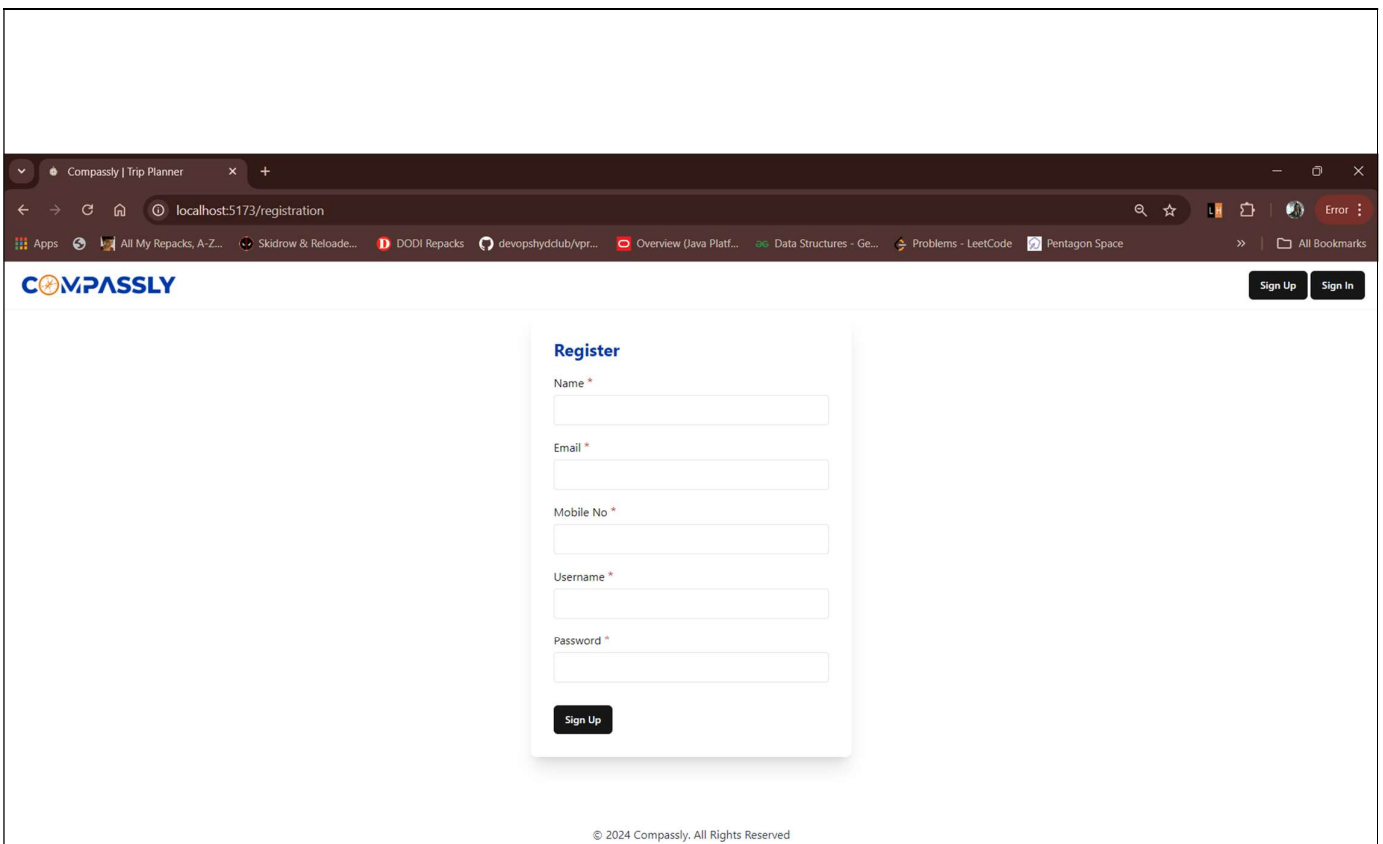 Compassly | Trip Planner
localhost:5173/registration
Error
Apps All My Repacks, A-Z... Skidrow & Reloade... DODI Repacks devopshydclub/vpr... Overview (Java Platf... Data Structures - Ge... Problems - LeetCode Pentagon Space » All Bookmarks
COMPASSLY Sign Up Sign In
Register
Name *
Email *
Mobile No *
Username *
Password *
Sign Up
© 2024 Compassly. All Rights Reserved